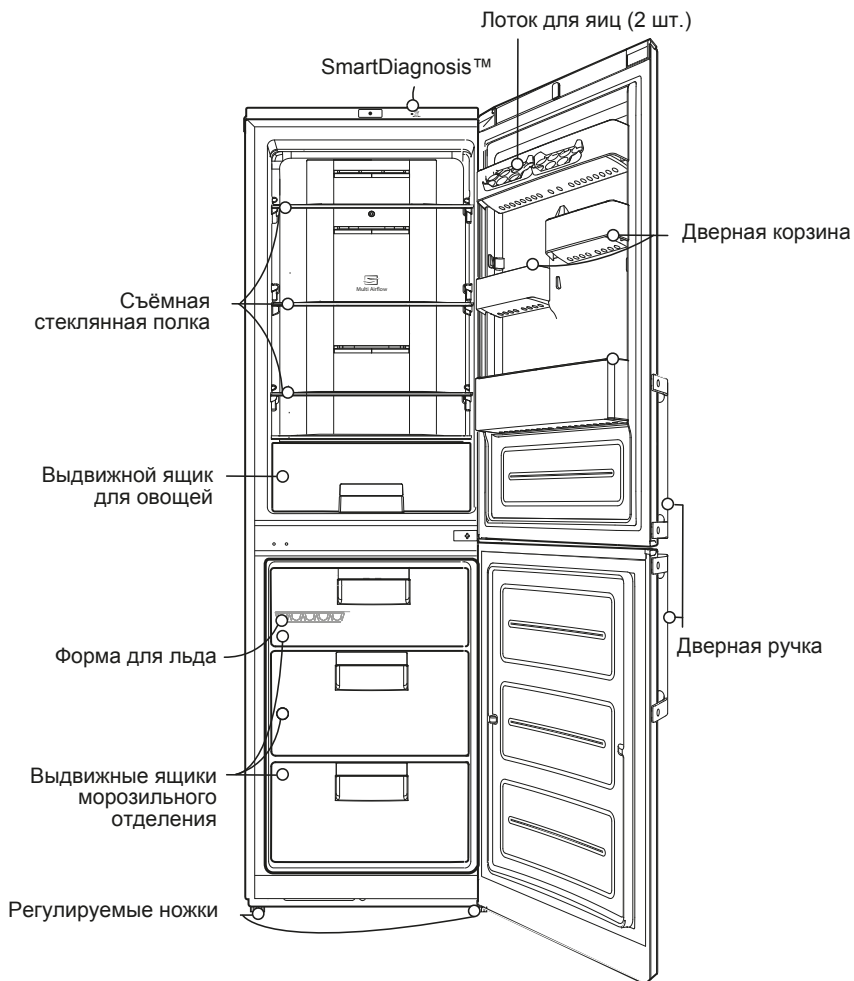 Лоток для яиц (2 шт.)
SmartDiagnosis™
Дверная корзина
Multi Airflow
Съёмная
стеклянная полка
Выдвижной ящик
для овощей
Форма для льда
Дверная ручка
Выдвижные ящики
морозильного
отделения
Регулируемые ножки